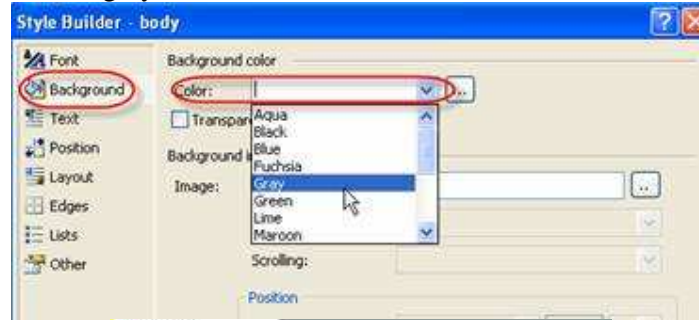 Style Builder - body
Font
Background
Text
Position
Layout
Edges
Lists
Other
Background color
Color:
Transpar
Aqua
Black
Blue
Fuchsia
Gray
Green
Lime
Maroon
Background i
Image:
Scrolling:
Position